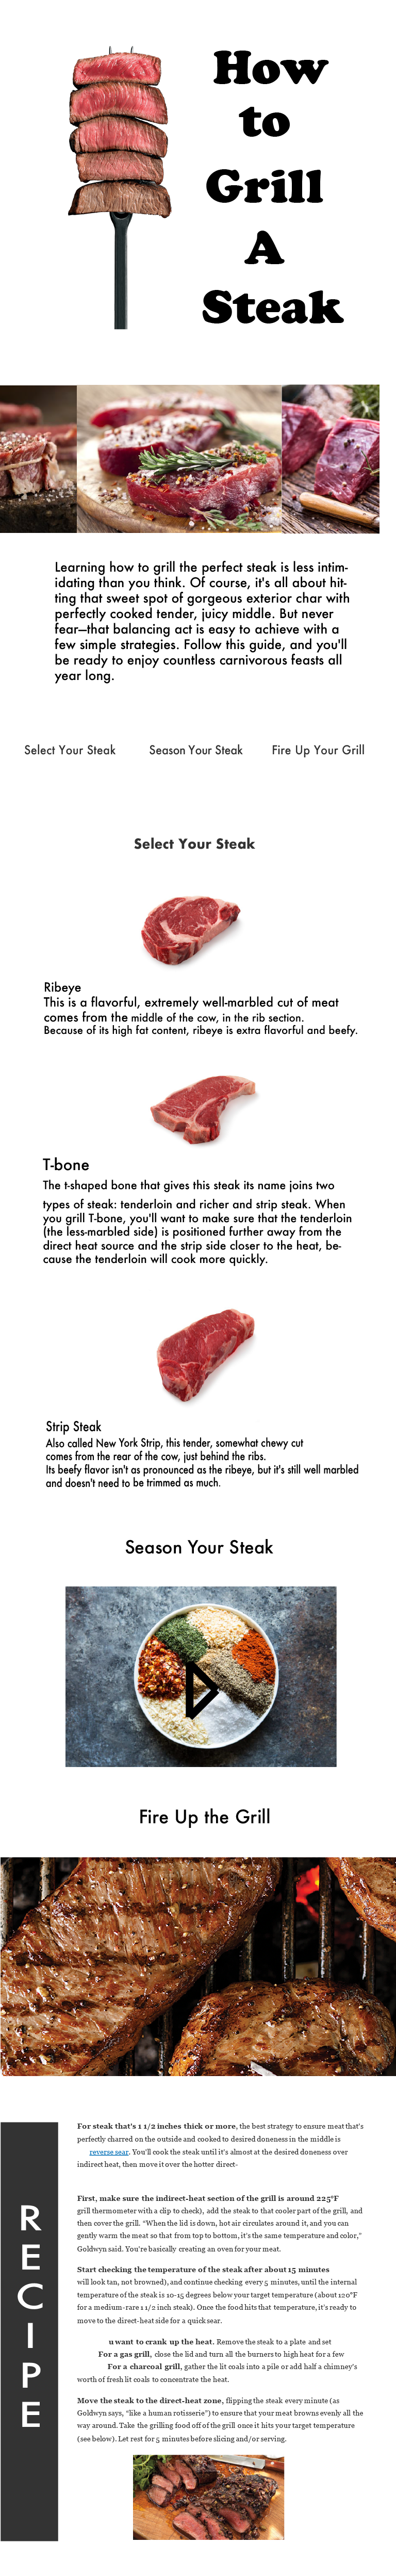 How
to
Grill
A
Steak
Learning how to grill the perfect steak is less intim-
idating than you think. Of course, it's all about hit-
ting that sweet spot of gorgeous exterior char with
perfectly cooked tender, juicy middle. But never
fear—that balancing act is easy to achieve with a
few simple strategies. Follow this guide, and you'll
be ready to enjoy countless carnivorous feasts all
year long.
Select Your Steak
Season Your Steak
Fire Up Your Grill
Select Your Steak
Ribeye
This is a flavorful, extremely well-marbled cut of meat
comes from the middle of the cow, in the rib section.
Because of its high fat content, ribeye is extra flavorful and beefy.
T-bone
The t-shaped bone that gives this steak its name joins two
types of steak: tenderloin and richer and strip steak. When
you grill T-bone, you'll want to make sure that the tenderloin
(the less-marbled side) is positioned further away from the
direct heat source and the strip side closer to the heat, be-
cause the tenderloin will cook more quickly.
Strip Steak
Also called New York Strip, this tender, somewhat chewy cut
comes from the rear of the cow, just behind the ribs.
Its beefy flavor isn't as pronounced as the ribeye, but it's still well marbled
and doesn't need to be trimmed as much.
Season Your Steak
Fire Up the Grill
RECIPE
For steak that's 1 1/2 inches thick or more, the best strategy to ensure meat that's
perfectly charred on the outside and cooked to desired doneness in the middle is
reverse sear. You'll cook the steak until it's almost at the desired doneness over
indirect heat, then move it over the hotter direct-
First, make sure the indirect-heat section of the grill is around 225°F
grill thermometer with a clip to check), add the steak to that cooler part of the grill, and
then cover the grill. “When the lid is down, hot air circulates around it, and you can
gently warm the meat so that from top to bottom, it's the same temperature and color,”
Goldwyn said. You're basically creating an oven for your meat.
Start checking the temperature of the steak after about 15 minutes
will look tan, not browned), and continue checking every 5 minutes, until the internal
temperature of the steak is 10-15 degrees below your target temperature (about 120°F
for a medium-rare 1 1/2 inch steak). Once the food hits that temperature, it's ready to
move to the direct-heat side for a quick sear.
u want to crank up the heat. Remove the steak to a plate and set
For a gas grill, close the lid and turn all the burners to high heat for a few
For a charcoal grill, gather the lit coals into a pile or add half a chimney's
worth of fresh lit coals to concentrate the heat.
Move the steak to the direct-heat zone, flipping the steak every minute (as
Goldwyn says, “like a human rotisserie”) to ensure that your meat browns evenly all the
way around. Take the grilling food off of the grill once it hits your target temperature
(see below). Let rest for 5 minutes before slicing and/or serving.